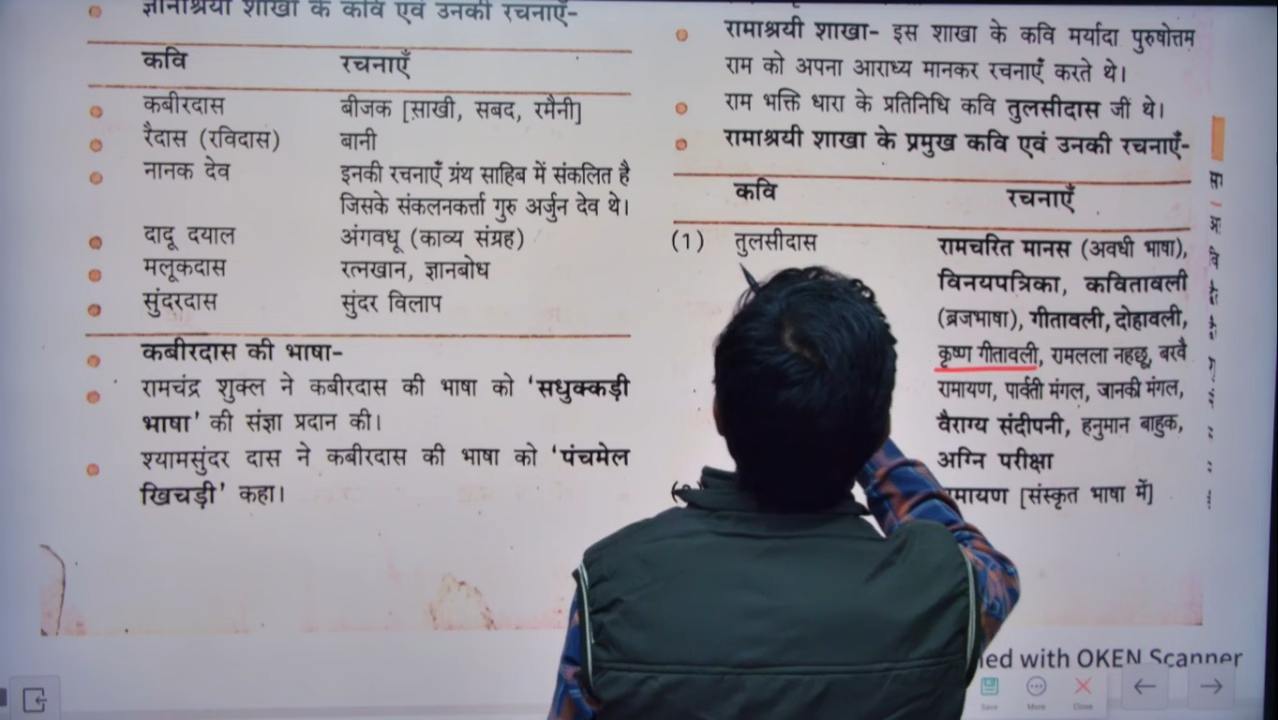 ज्ञानाश्रयी शाखा के कवि एवं उनकी रचनाएँ-
कवि रचनाएँ
कबीरदास बीजक [साखी, सबद, रमैनी]
रैदास (रविदास) बानी
नानक देव इनकी रचनाएँ ग्रंथ साहिब में संकलित है
जिसके संकलनकर्त्ता गुरु अर्जुन देव थे।
दादू दयाल अंगवधू (काव्य संग्रह)
मलूकदास रत्नखान, ज्ञानबोध
सुंदरदास सुंदर विलाप
कबीरदास की भाषा-
रामचंद्र शुक्ल ने कबीरदास की भाषा को 'सधुक्कड़ी
भाषा' की संज्ञा प्रदान की।
श्यामसुंदर दास ने कबीरदास की भाषा को 'पंचमेल
खिचड़ी' कहा।
रामाश्रयी शाखा- इस शाखा के कवि मर्यादा पुरुषोत्तम
राम को अपना आराध्य मानकर रचनाएँ करते थे।
राम भक्ति धारा के प्रतिनिधि कवि तुलसीदास जी थे।
रामाश्रयी शाखा के प्रमुख कवि एवं उनकी रचनाएँ-
कवि रचनाएँ
(1) तुलसीदास रामचरित मानस (अवधी भाषा),
विनयपत्रिका, कवितावली
(ब्रजभाषा), गीतावली, दोहावली,
कृष्ण गीतावली, रामलला नहछू, बरवै
रामायण, पार्वती मंगल, जानकी मंगल,
वैराग्य संदीपनी, हनुमान बाहुक,
अग्नि परीक्षा
[संस्कृत भाषा में]
with OKEN Scanner
Save More Close